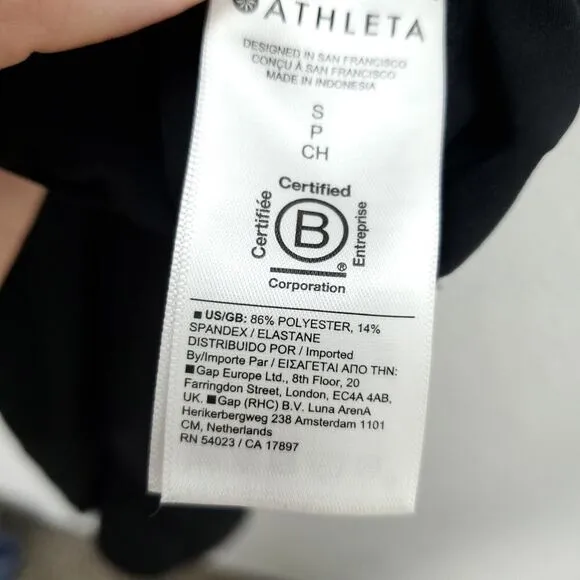 ATHLETA
DESIGNED IN SAN FRANCISCO
CONÇU À SAN FRANCISCO
MADE IN INDONESIA
S
P
CH
Certified
Certifiée
B
®
Entreprise
Corporation
■ US/GB: 86% POLYESTER, 14%
SPANDEX / ELASTANE
DISTRIBUIDO POR / Imported
By/Importe Par / ΕΙΣΑΓΕΤΑΙ ΑΠΟ ΤΗΝ:
■Gap Europe Ltd., 8th Floor, 20
Farringdon Street, London, EC4A 4AB,
UK. ■Gap (RHC) B.V. Luna ArenA
Herikerbergweg 238 Amsterdam 1101
CM, Netherlands
RN 54023 / CA 17897